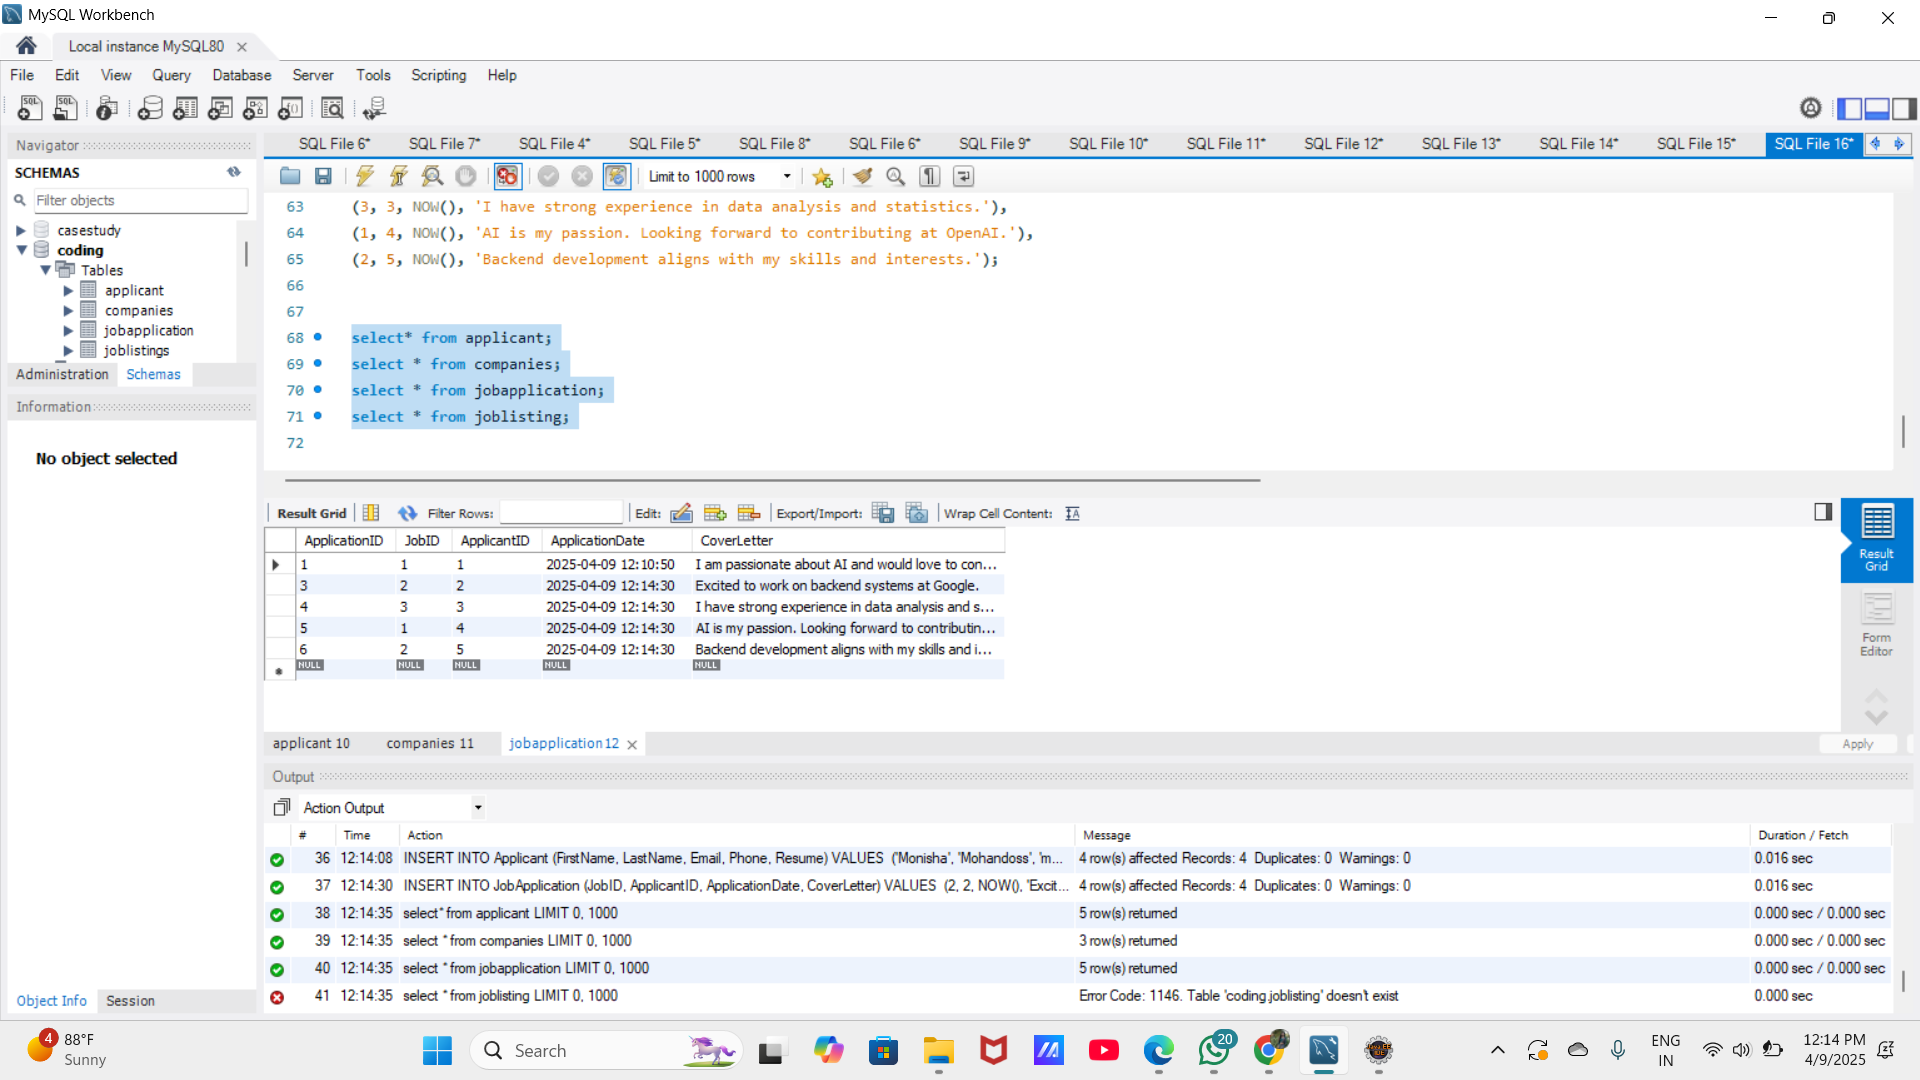 MySQL Workbench
Local instance MySQL80
File Edit View Query Database Server Tools Scripting Help
Navigator
SCHEMAS
Filter objects
casestudy
coding
Tables
applicant
companies
jobapplication
joblistings
Administration Schemas
Information
No object selected
Object Info Session
SQL File 6* SQL File 7* SQL File 4* SQL File 5* SQL File 8* SQL File 6* SQL File 9* SQL File 10* SQL File 11* SQL File 12* SQL File 13* SQL File 14* SQL File 15* SQL File 16*
Limit to 1000 rows
63 (3, 3, NOW(), 'I have strong experience in data analysis and statistics.'),
64 (1, 4, NOW(), 'AI is my passion. Looking forward to contributing at OpenAI.'),
65 (2, 5, NOW(), 'Backend development aligns with my skills and interests.');
66
67
68 select* from applicant;
69 select * from companies;
70 select * from jobapplication;
71 select * from joblisting;
72
Result Grid Filter Rows: Edit: Export/Import: Wrap Cell Content:
ApplicationID JobID ApplicantID ApplicationDate CoverLetter
1 1 1 2025-04-09 12:10:50 I am passionate about AI and would love to con...
3 2 2 2025-04-09 12:14:30 Excited to work on backend systems at Google.
4 3 3 2025-04-09 12:14:30 I have strong experience in data analysis and s...
5 1 4 2025-04-09 12:14:30 AI is my passion. Looking forward to contributin...
6 2 5 2025-04-09 12:14:30 Backend development aligns with my skills and i...
NULL NULL NULL NULL NULL
Result
Grid
Form
Editor
applicant 10 companies 11 jobapplication 12
Apply
Output
Action Output
# Time Action Message Duration / Fetch
36 12:14:08 INSERT INTO Applicant (FirstName, LastName, Email, Phone, Resume) VALUES ('Monisha', 'Mohandoss', 'm... 4 row(s) affected Records: 4 Duplicates: 0 Warnings: 0 0.016 sec
37 12:14:30 INSERT INTO JobApplication (JobID, ApplicantID, ApplicationDate, CoverLetter) VALUES (2, 2, NOW(), 'Excit... 4 row(s) affected Records: 4 Duplicates: 0 Warnings: 0 0.016 sec
38 12:14:35 select* from applicant LIMIT 0, 1000 5 row(s) returned 0.000 sec / 0.000 sec
39 12:14:35 select * from companies LIMIT 0, 1000 3 row(s) returned 0.000 sec / 0.000 sec
40 12:14:35 select * from jobapplication LIMIT 0, 1000 5 row(s) returned 0.000 sec / 0.000 sec
41 12:14:35 select * from joblisting LIMIT 0, 1000 Error Code: 1146. Table 'coding.joblisting' doesn't exist 0.000 sec
4
88°F
Sunny
Search
20
ENG
IN
12:14 PM
4/9/2025